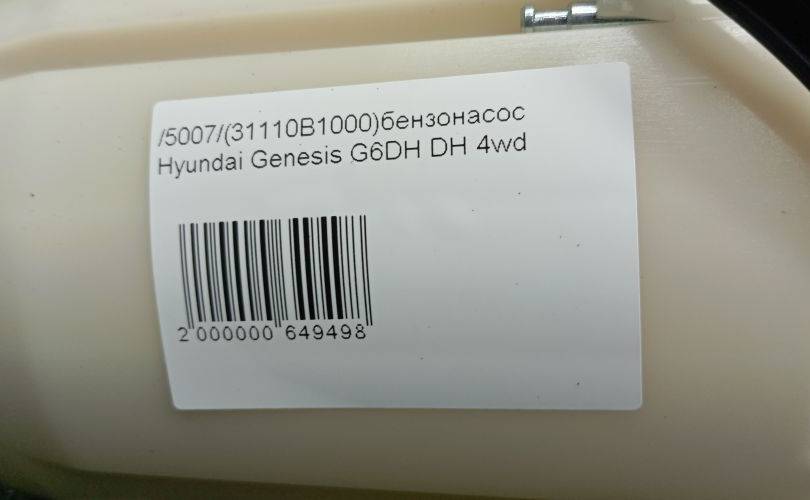 /5007/(31110B1000)бензонасос
Hyundai Genesis G6DH DH 4wd
2 000000 649498